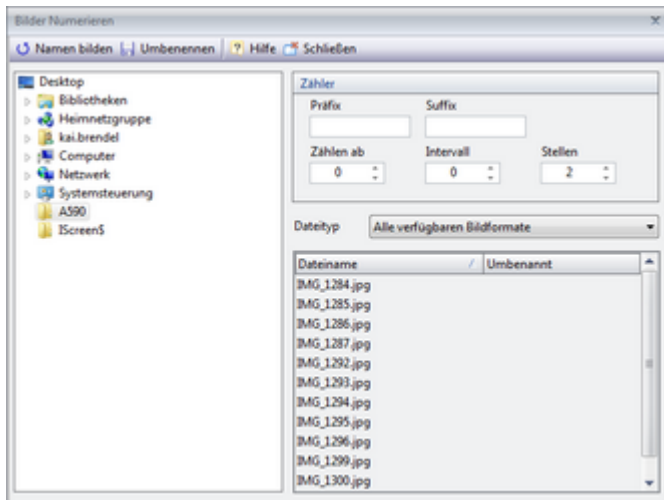 Bilder Numerieren
Namen bilden Umbenennen ? Hilfe Schließen
Desktop
Bibliotheken
Heimnetzgruppe
kai.brendel
Computer
Netzwerk
Systemsteuerung
A590
IScreen$
Zähler
Präfix Suffix
Zählen ab Intervall Stellen
0 0 2
Dateityp Alle verfügbaren Bildformate
Dateiname Umbenannt
IMG_1284.jpg
IMG_1285.jpg
IMG_1286.jpg
IMG_1287.jpg
IMG_1292.jpg
IMG_1293.jpg
IMG_1294.jpg
IMG_1295.jpg
IMG_1296.jpg
IMG_1299.jpg
IMG_1300.jpg